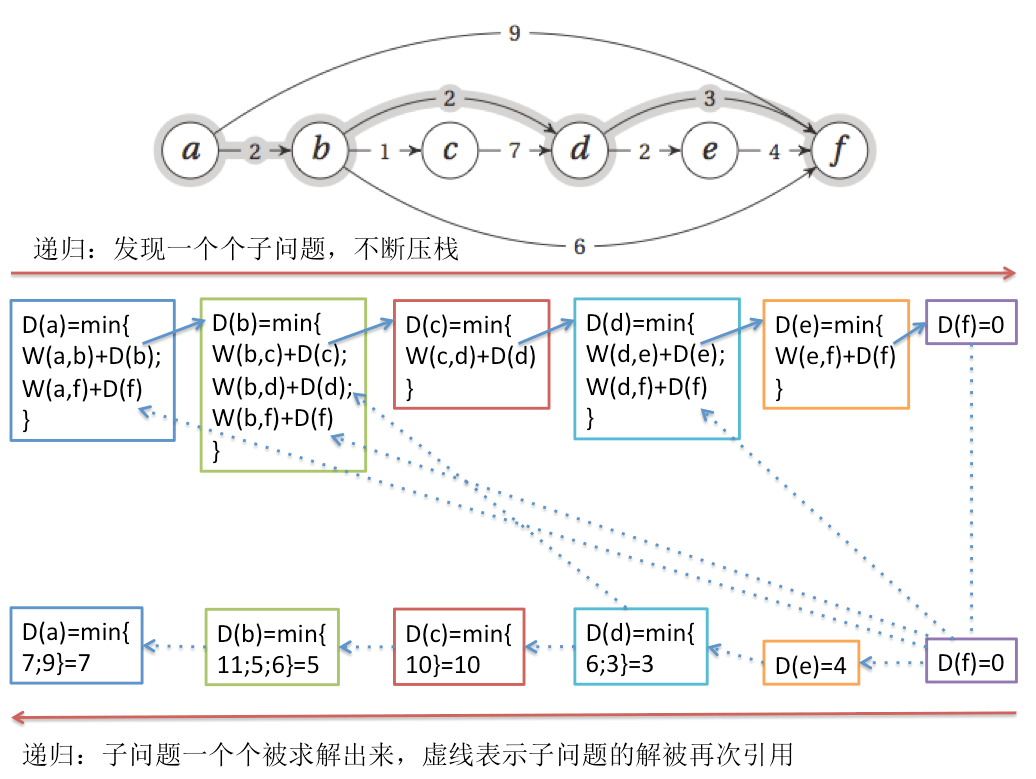 9
2
3
a 2 b 1 c 7 d 2 e 4 f
6
递归：发现一个个子问题，不断压栈
D(a)=min{
W(a,b)+D(b);
W(a,f)+D(f)
}
D(b)=min{
W(b,c)+D(c);
W(b,d)+D(d);
W(b,f)+D(f)
}
D(c)=min{
W(c,d)+D(d)
}
D(d)=min{
W(d,e)+D(e);
W(d,f)+D(f)
}
D(e)=min{
W(e,f)+D(f)
}
D(f)=0
D(a)=min{
7;9}=7
D(b)=min{
11;5;6}=5
D(c)=min{
10}=10
D(d)=min{
6;3}=3
D(e)=4
D(f)=0
递归：子问题一个个被求解出来，虚线表示子问题的解被再次引用